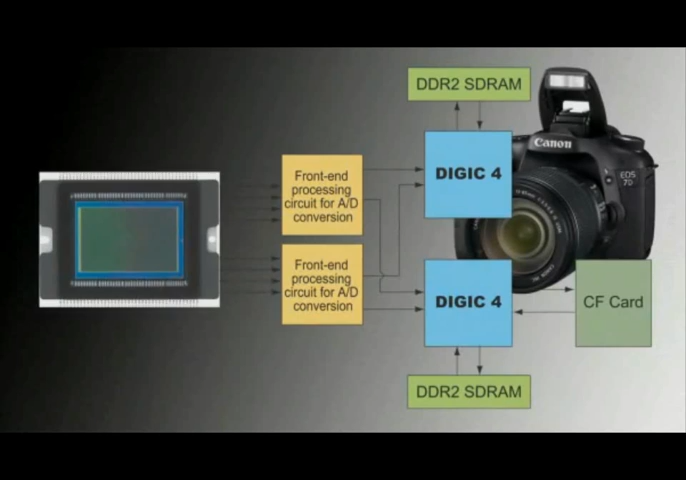 DDR2 SDRAM
Canon
EOS
7D
Front-end
processing
circuit for A/D
conversion
DIGIC 4
Front-end
processing
circuit for A/D
conversion
DIGIC 4
CF Card
DDR2 SDRAM